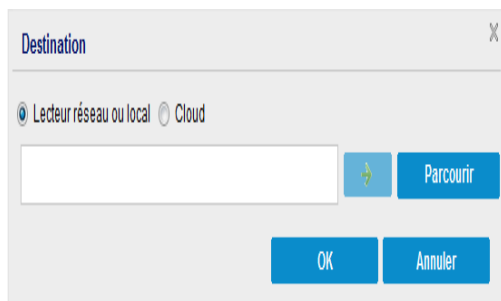 Destination
X
Lecteur réseau ou local Cloud
Parcourir
OK Annuler